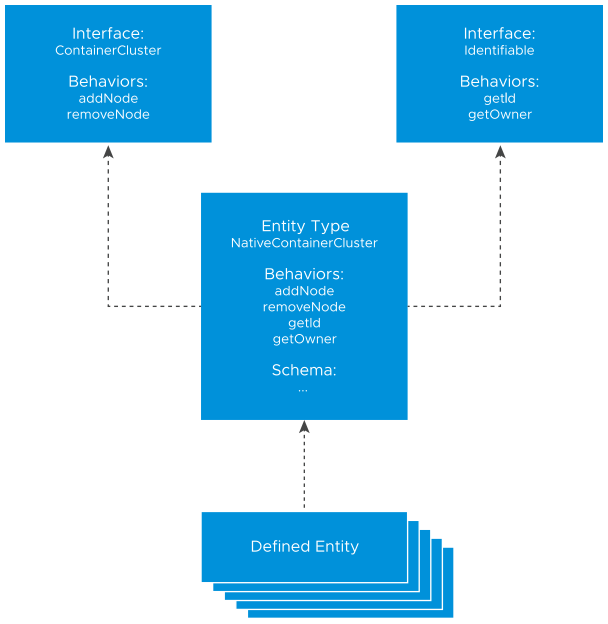 Interface:
ContainerCluster
Behaviors:
addNode
removeNode
Interface:
Identifiable
Behaviors:
getId
getOwner
Entity Type
NativeContainerCluster
Behaviors:
addNode
removeNode
getId
getOwner
Schema:
...
Defined Entity